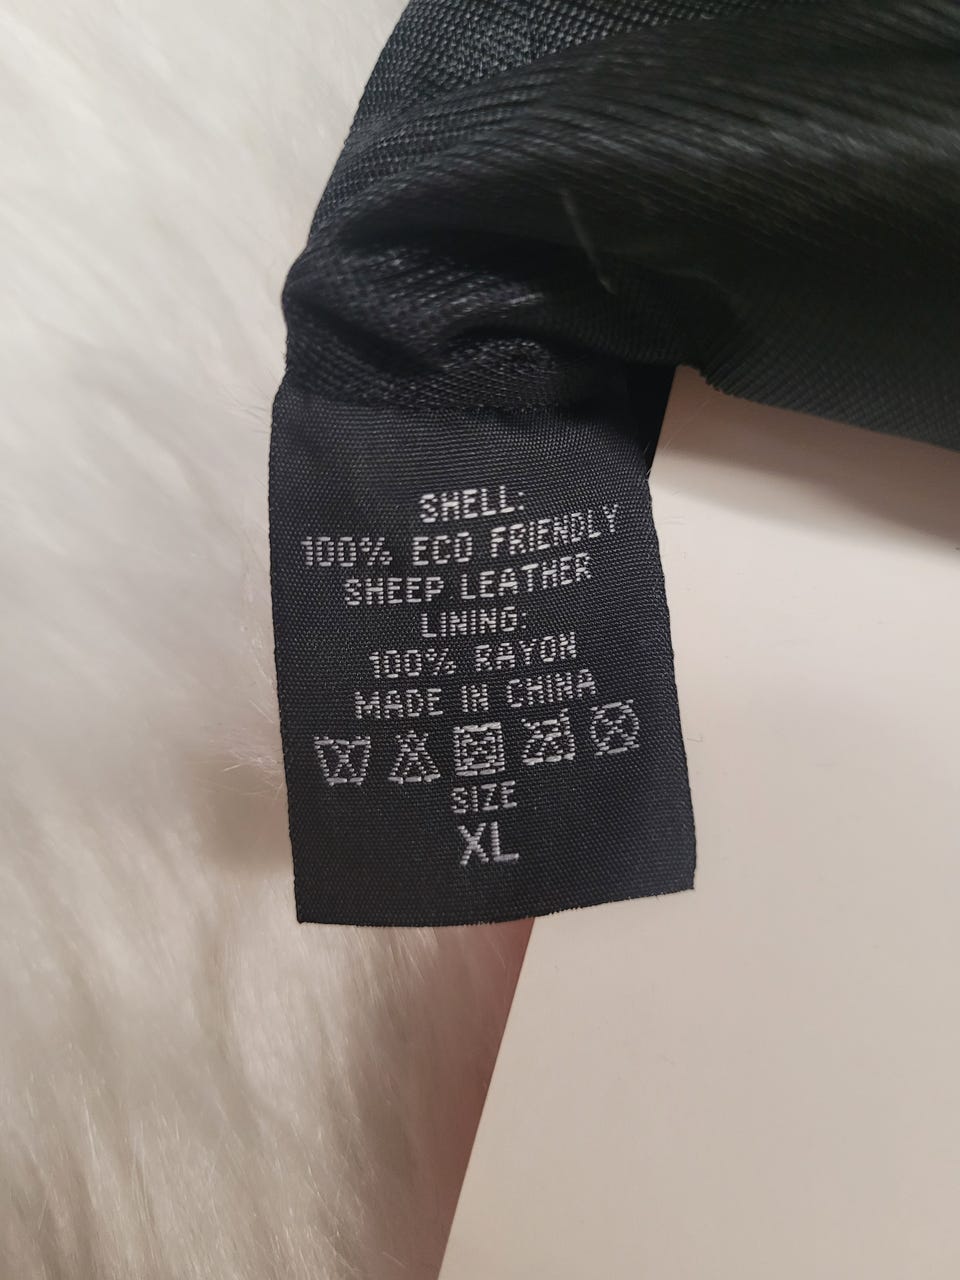 SHELL:
100% ECO FRIENDLY
SHEEP LEATHER
LINING:
100% RAYON
MADE IN CHINA
SIZE
XL